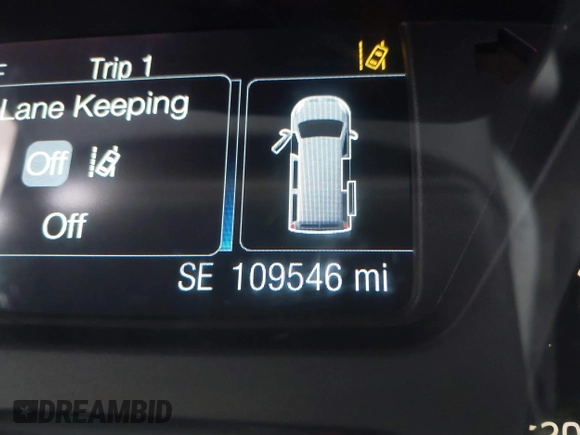 Trip 1
Lane Keeping
Off
Off
SE 109546 mi
DREAMBID